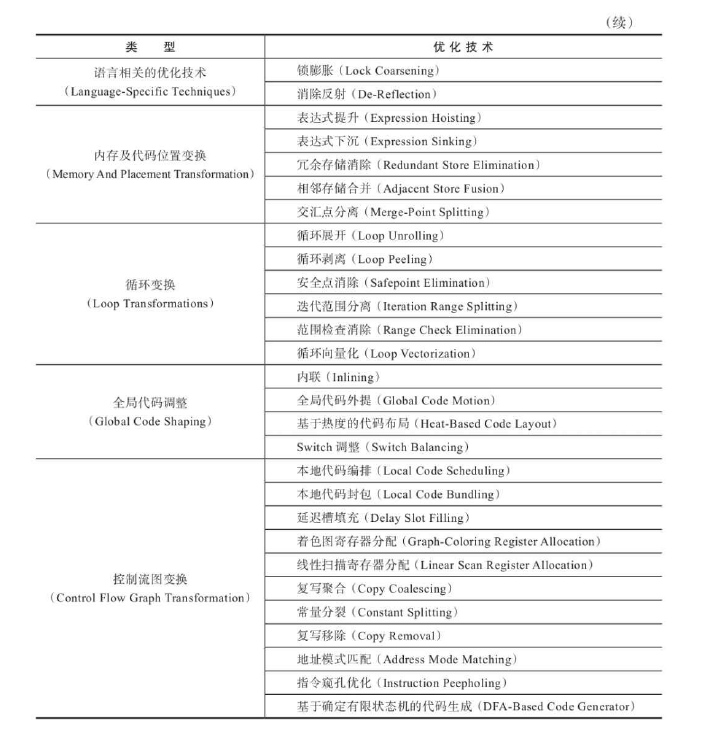 （续）
类 型 优 化 技 术
语言相关的优化技术
（Language-Specific Techniques）
锁膨胀（Lock Coarsening）
消除反射（De-Reflection）
内存及代码位置变换
（Memory And Placement Transformation）
表达式提升（Expression Hoisting）
表达式下沉（Expression Sinking）
冗余存储消除（Redundant Store Elimination）
相邻存储合并（Adjacent Store Fusion）
交汇点分离（Merge-Point Splitting）
循环变换
（Loop Transformations）
循环展开（Loop Unrolling）
循环剥离（Loop Peeling）
安全点消除（Safepoint Elimination）
迭代范围分离（Iteration Range Splitting）
范围检查消除（Range Check Elimination）
循环向量化（Loop Vectorization）
全局代码调整
（Global Code Shaping）
内联（Inlining）
全局代码外提（Global Code Motion）
基于热度的代码布局（Heat-Based Code Layout）
Switch 调整（Switch Balancing）
控制流图变换
（Control Flow Graph Transformation）
本地代码编排（Local Code Scheduling）
本地代码封包（Local Code Bundling）
延迟槽填充（Delay Slot Filling）
着色图寄存器分配（Graph-Coloring Register Allocation）
线性扫描寄存器分配（Linear Scan Register Allocation）
复写聚合（Copy Coalescing）
常量分裂（Constant Splitting）
复写移除（Copy Removal）
地址模式匹配（Address Mode Matching）
指令窥孔优化（Instruction Peepholing）
基于确定有限状态机的代码生成（DFA-Based Code Generator）